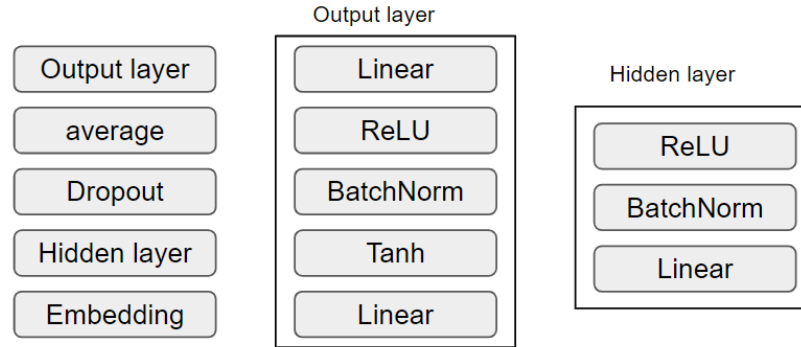 Output layer
average
Dropout
Hidden layer
Embedding
Output layer
Linear
ReLU
BatchNorm
Tanh
Linear
Hidden layer
ReLU
BatchNorm
Linear